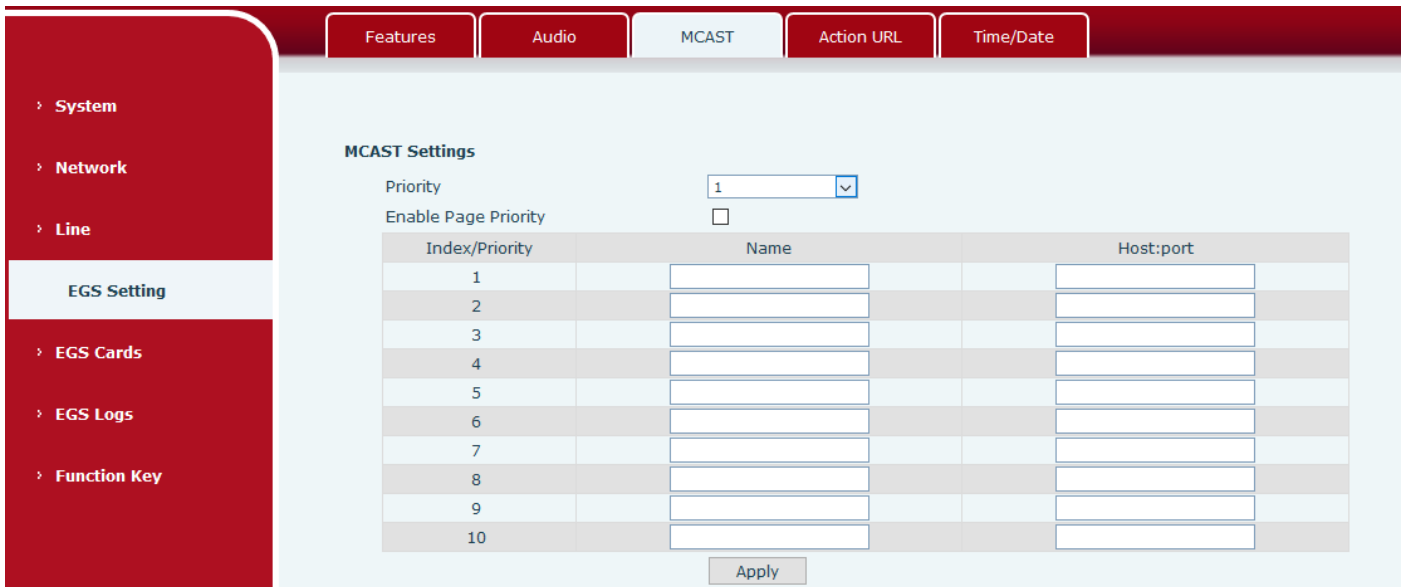 Features Audio MCAST Action URL Time/Date
› System
› Network
› Line
EGS Setting
› EGS Cards
› EGS Logs
› Function Key
MCAST Settings
Priority 1
Enable Page Priority
Index/Priority Name Host:port
1
2
3
4
5
6
7
8
9
10
Apply